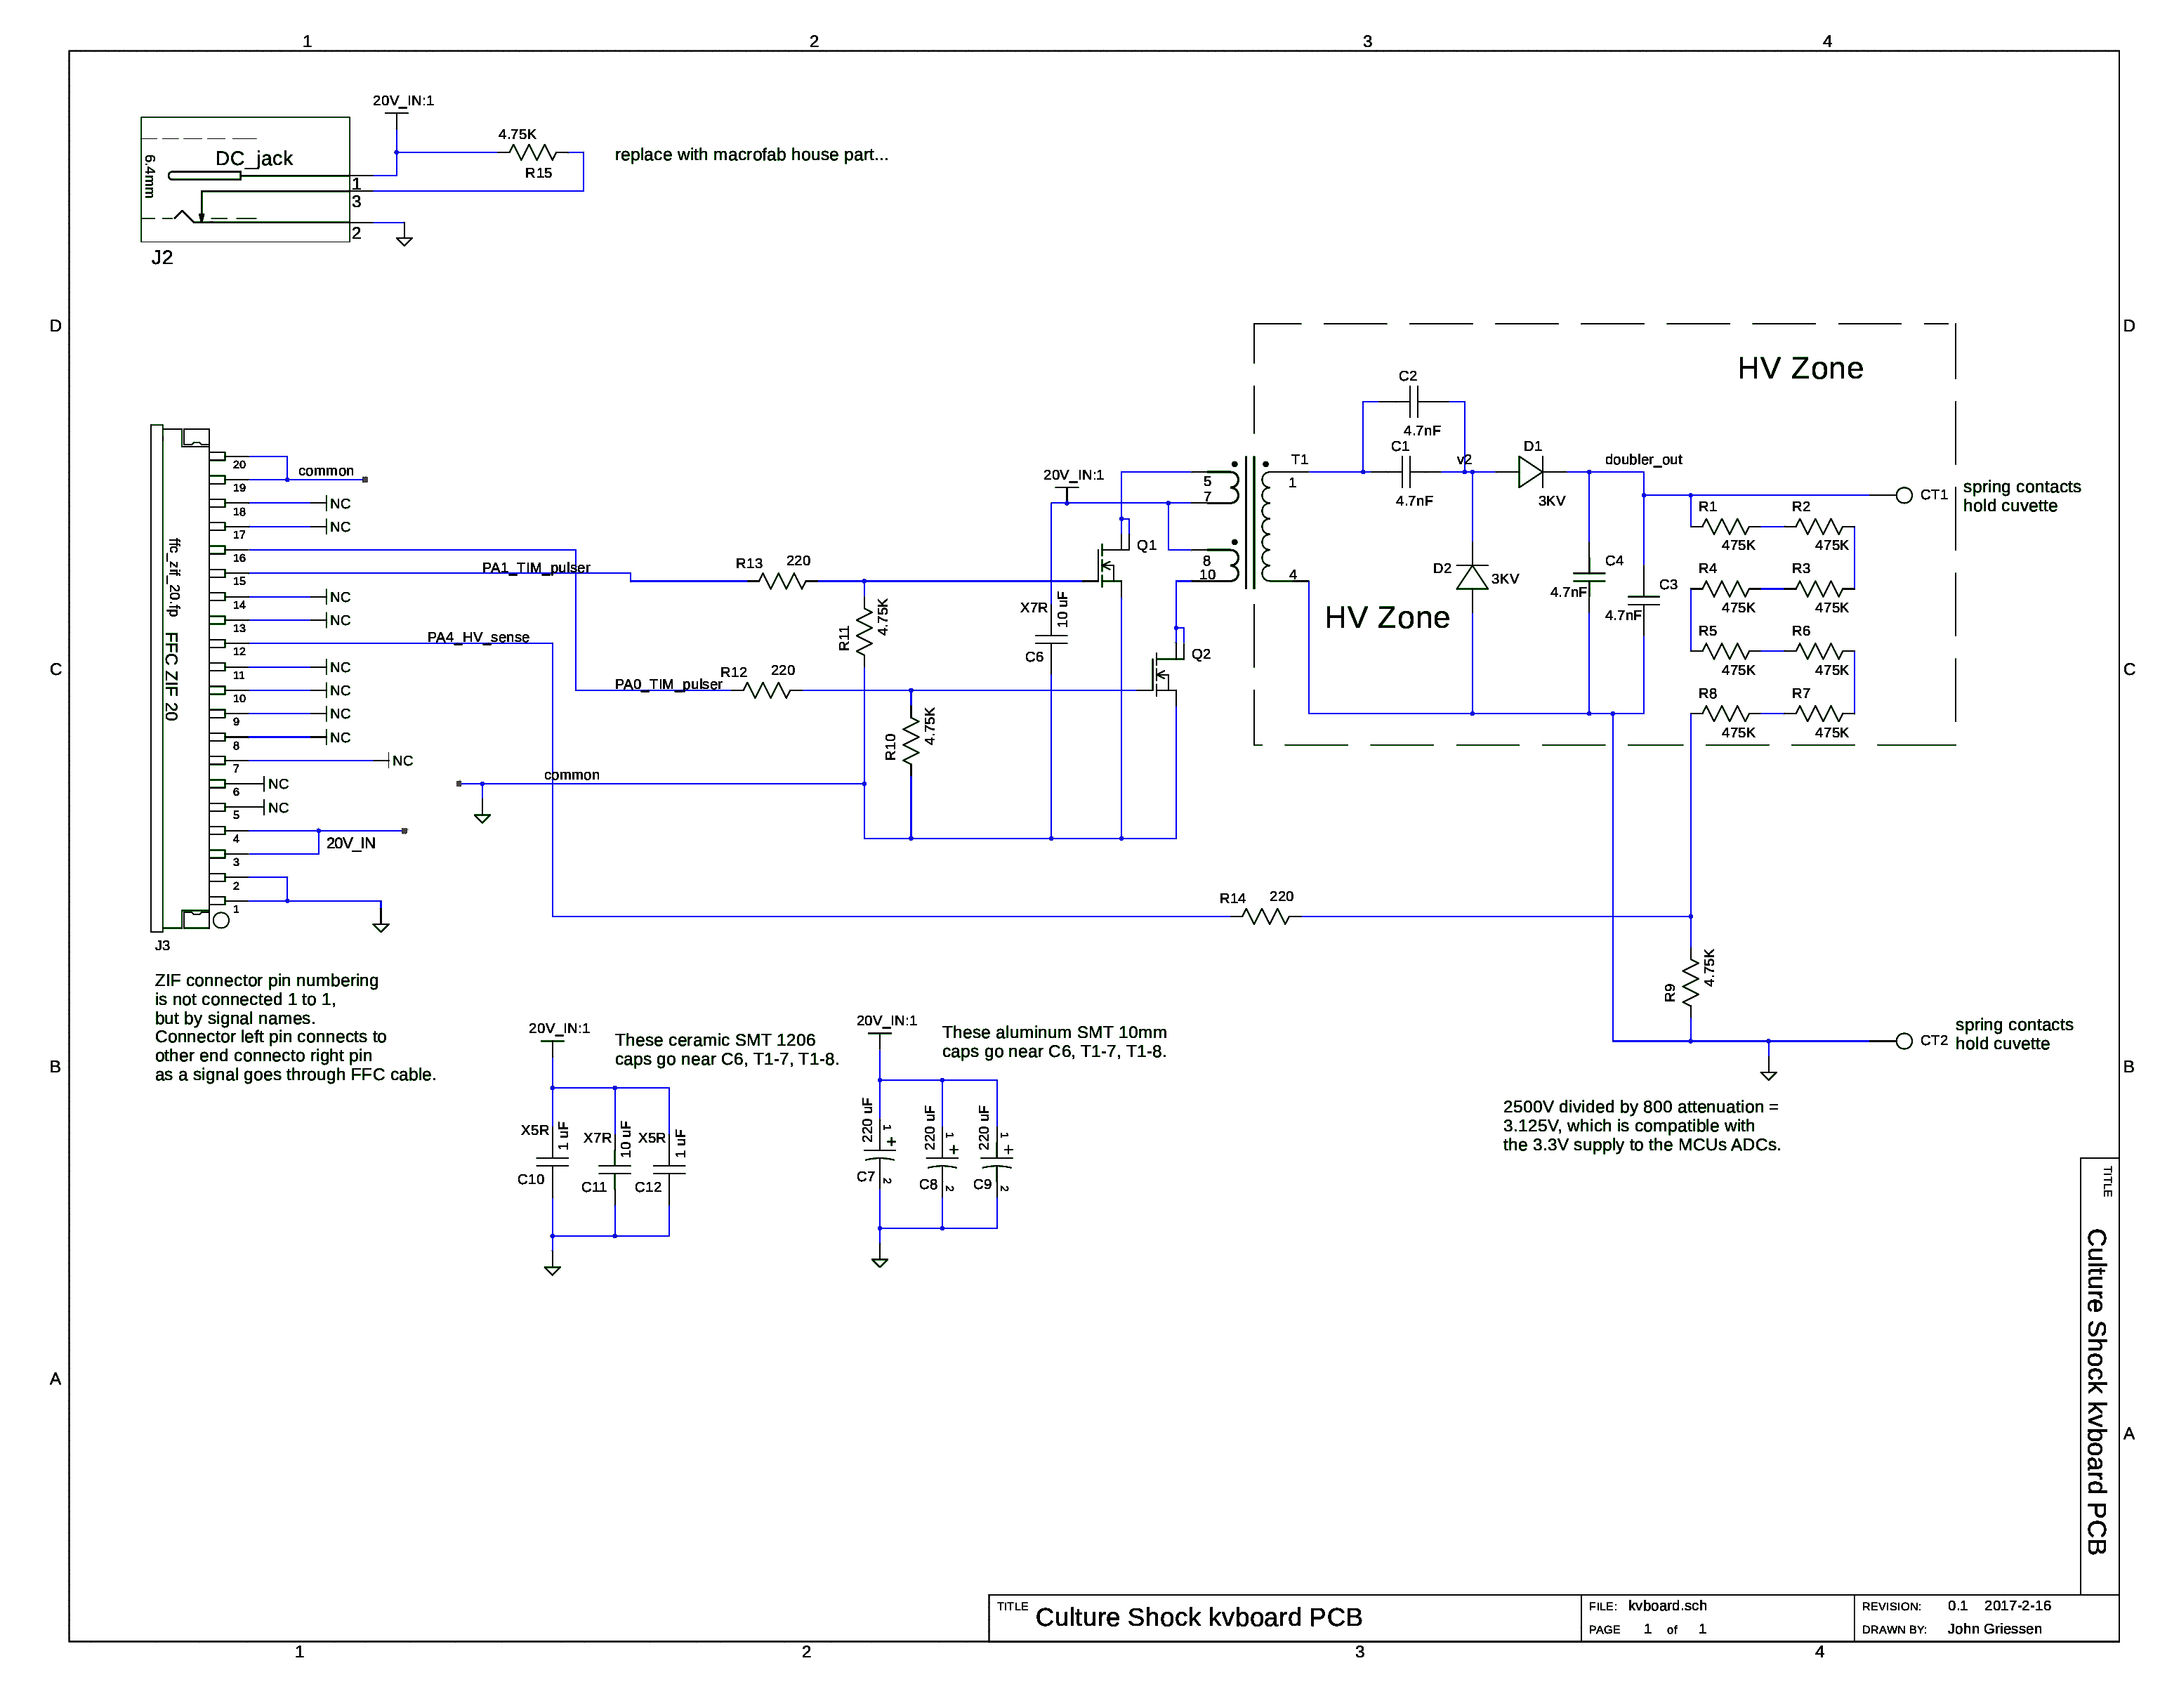 1
2
3
4
D
D
C
C
B
B
A
A
20V_IN:1
4.75K
R15
replace with macrofab house part...
6.4mm
DC_jack
1
3
2
J2
HV Zone
HV Zone
ffc_zif_20.fp
FFC ZIF 20
20
common
19
NC
18
NC
17
16
PA1_TIM_pulser
15
NC
14
NC
13
PA4_HV_sense
12
NC
11
NC
10
NC
9
NC
8
NC
7
NC
6
NC
5
4
20V_IN
3
2
1
J3
R13
220
R11
4.75K
PA0_TIM_pulser
R12
220
R10
4.75K
common
20V_IN:1
X7R
10 uF
C6
Q1
Q2
5
7
8
10
T1
1
4
C2
4.7nF
C1
4.7nF
v2
D1
3KV
D2
3KV
doubler_out
C4
4.7nF
C3
4.7nF
CT1
spring contacts
hold cuvette
R1
R2
475K
475K
R4
R3
475K
475K
R5
R6
475K
475K
R8
R7
475K
475K
R14
220
R9
4.75K
CT2
spring contacts
hold cuvette
ZIF connector pin numbering
is not connected 1 to 1,
but by signal names.
Connector left pin connects to
other end connecto right pin
as a signal goes through FFC cable.
20V_IN:1
These ceramic SMT 1206
caps go near C6, T1-7, T1-8.
X5R
1 uF
C10
X7R
10 uF
C11
X5R
1 uF
C12
20V_IN:1
These aluminum SMT 10mm
caps go near C6, T1-7, T1-8.
220 uF
1
+
C7
2
220 uF
1
+
C8
2
220 uF
1
+
C9
2
2500V divided by 800 attenuation =
3.125V, which is compatible with
the 3.3V supply to the MCUs ADCs.
TITLE
Culture Shock kvboard PCB
TITLE
Culture Shock kvboard PCB
FILE: kvboard.sch
PAGE 1 of 1
REVISION: 0.1 2017-2-16
DRAWN BY: John Griessen
1
2
3
4